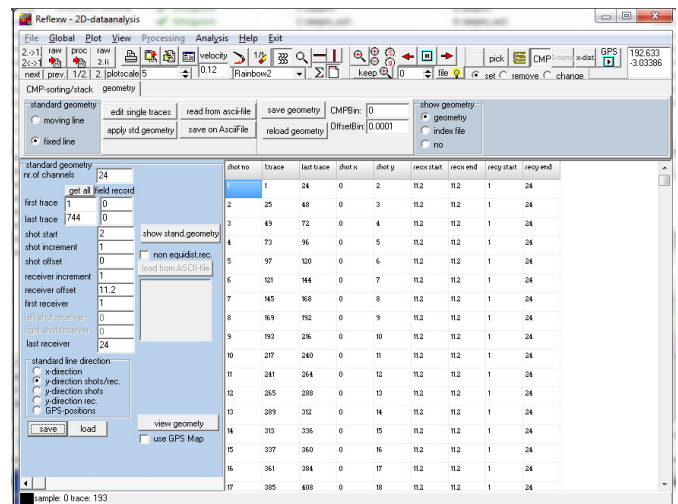 Reflexw - 2D-dataanalysis
File Global Plot View Processing Analysis Help Exit
2.->1 raw proc raw velocity 1/2 GPS 192.633
2<->1 1 1 2.li 0.12 Rainbow2 keep 0 file pick CMP x-dist -3.03386
next prev. 1/2 2. plotscale 5 set remove change
CMP-sorting/stack geometry
standard geometry edit single traces read from ascii-file save geometry CMPBin: 0 show geometry
moving line geometry
apply std.geometry save on AsciiFile reload geometry OffsetBin: 0.0001 index file
fixed line no
standard geometry
nr.of channels 24
get all field record
first trace 1 0
last trace 744 0
shot start 2 show stand.geometry
shot increment 1
shot offset 0 non equidist.rec.
receiver increment 1 load from ASCII-file
receiver offset 11.2
first receiver 1
left shot receiver 0
right shot receiver 0
last receiver 24
standard line direction
x-direction
y-direction shots/rec.
y-direction shots
y-direction rec.
GPS-positions
save load view geomety
use GPS Map
shot no 1.trace last trace shot x shot y recx start recx end recy start recy end
1 1 24 0 2 11.2 11.2 1 24
2 25 48 0 3 11.2 11.2 1 24
3 49 72 0 4 11.2 11.2 1 24
4 73 96 0 5 11.2 11.2 1 24
5 97 120 0 6 11.2 11.2 1 24
6 121 144 0 7 11.2 11.2 1 24
7 145 168 0 8 11.2 11.2 1 24
8 169 192 0 9 11.2 11.2 1 24
9 193 216 0 10 11.2 11.2 1 24
10 217 240 0 11 11.2 11.2 1 24
11 241 264 0 12 11.2 11.2 1 24
12 265 288 0 13 11.2 11.2 1 24
13 289 312 0 14 11.2 11.2 1 24
14 313 336 0 15 11.2 11.2 1 24
15 337 360 0 16 11.2 11.2 1 24
16 361 384 0 17 11.2 11.2 1 24
17 385 408 0 18 11.2 11.2 1 24
sample: 0 trace: 193